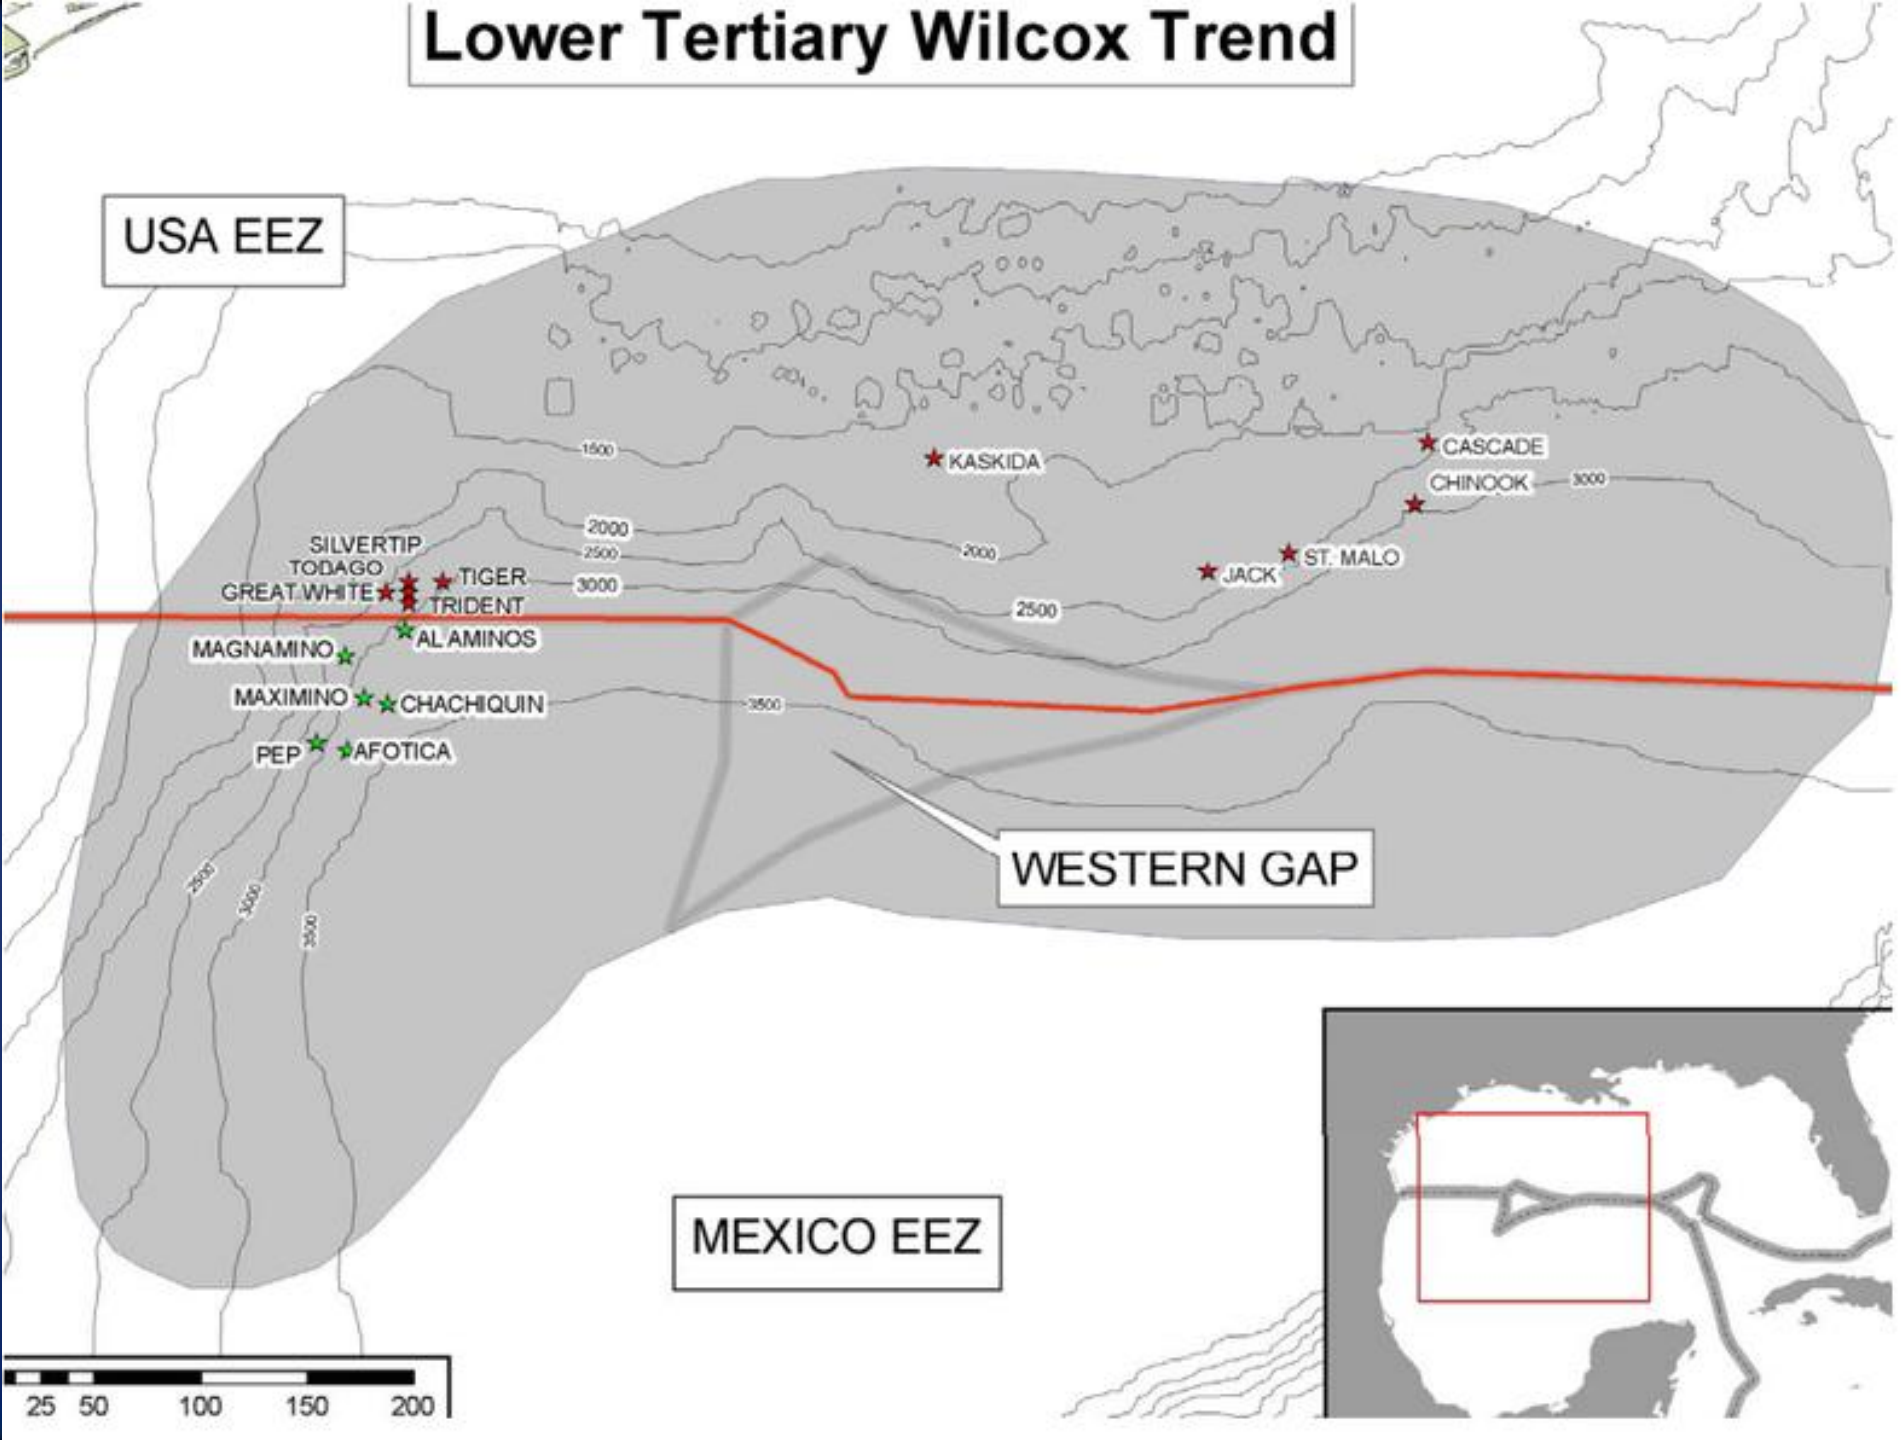 Lower Tertiary Wilcox Trend
USA EEZ
1500
KASKIDA
CASCADE
CHINOOK
3000
2000
2500
3000
2000
2500
SILVERTIP
TODAGO
GREAT WHITE
TIGER
TRIDENT
JACK
ST. MALO
ALAMINOS
MAGNAMINO
MAXIMINO
CHACHIQUIN
3500
PEP
AFOTICA
WESTERN GAP
2500
3000
3500
MEXICO EEZ
25 50 100 150 200